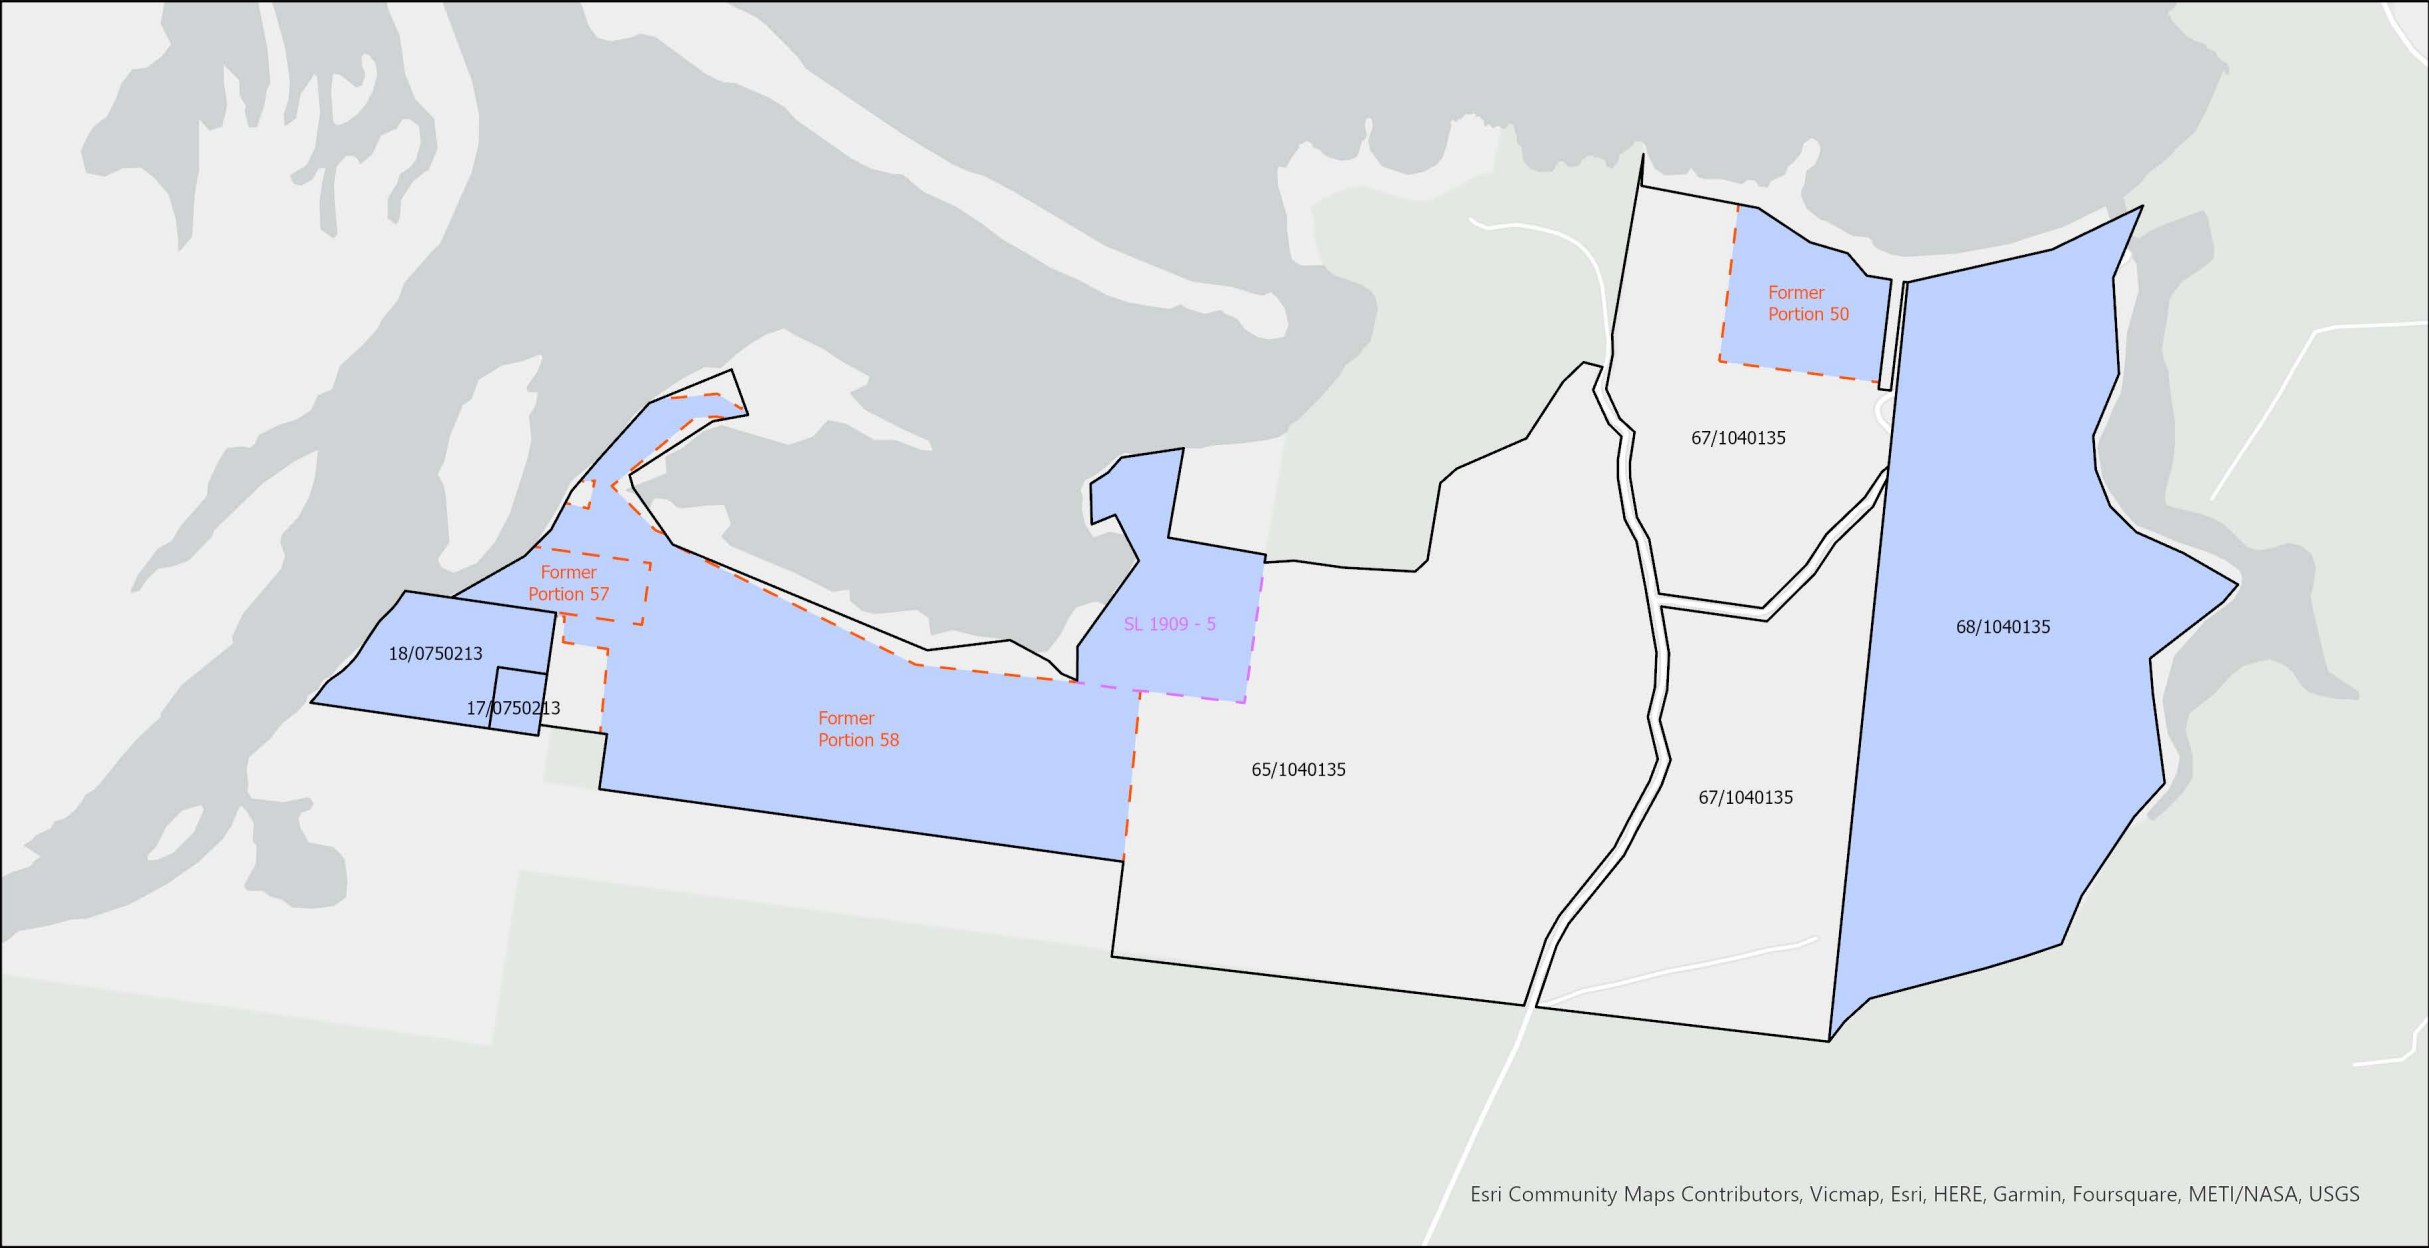 Former
Portion 50
67/1040135
Former
Portion 57
SL 1909 - 5
68/1040135
18/0750213
17/0750213
Former
Portion 58
65/1040135
67/1040135
Esri Community Maps Contributors, Vicmap, Esri, HERE, Garmin, Foursquare, METI/NASA, USGS